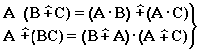 A (B∔C) = (A·B) ∔(A·C)
A ∔(BC) = (B∔A)·(A∔C)